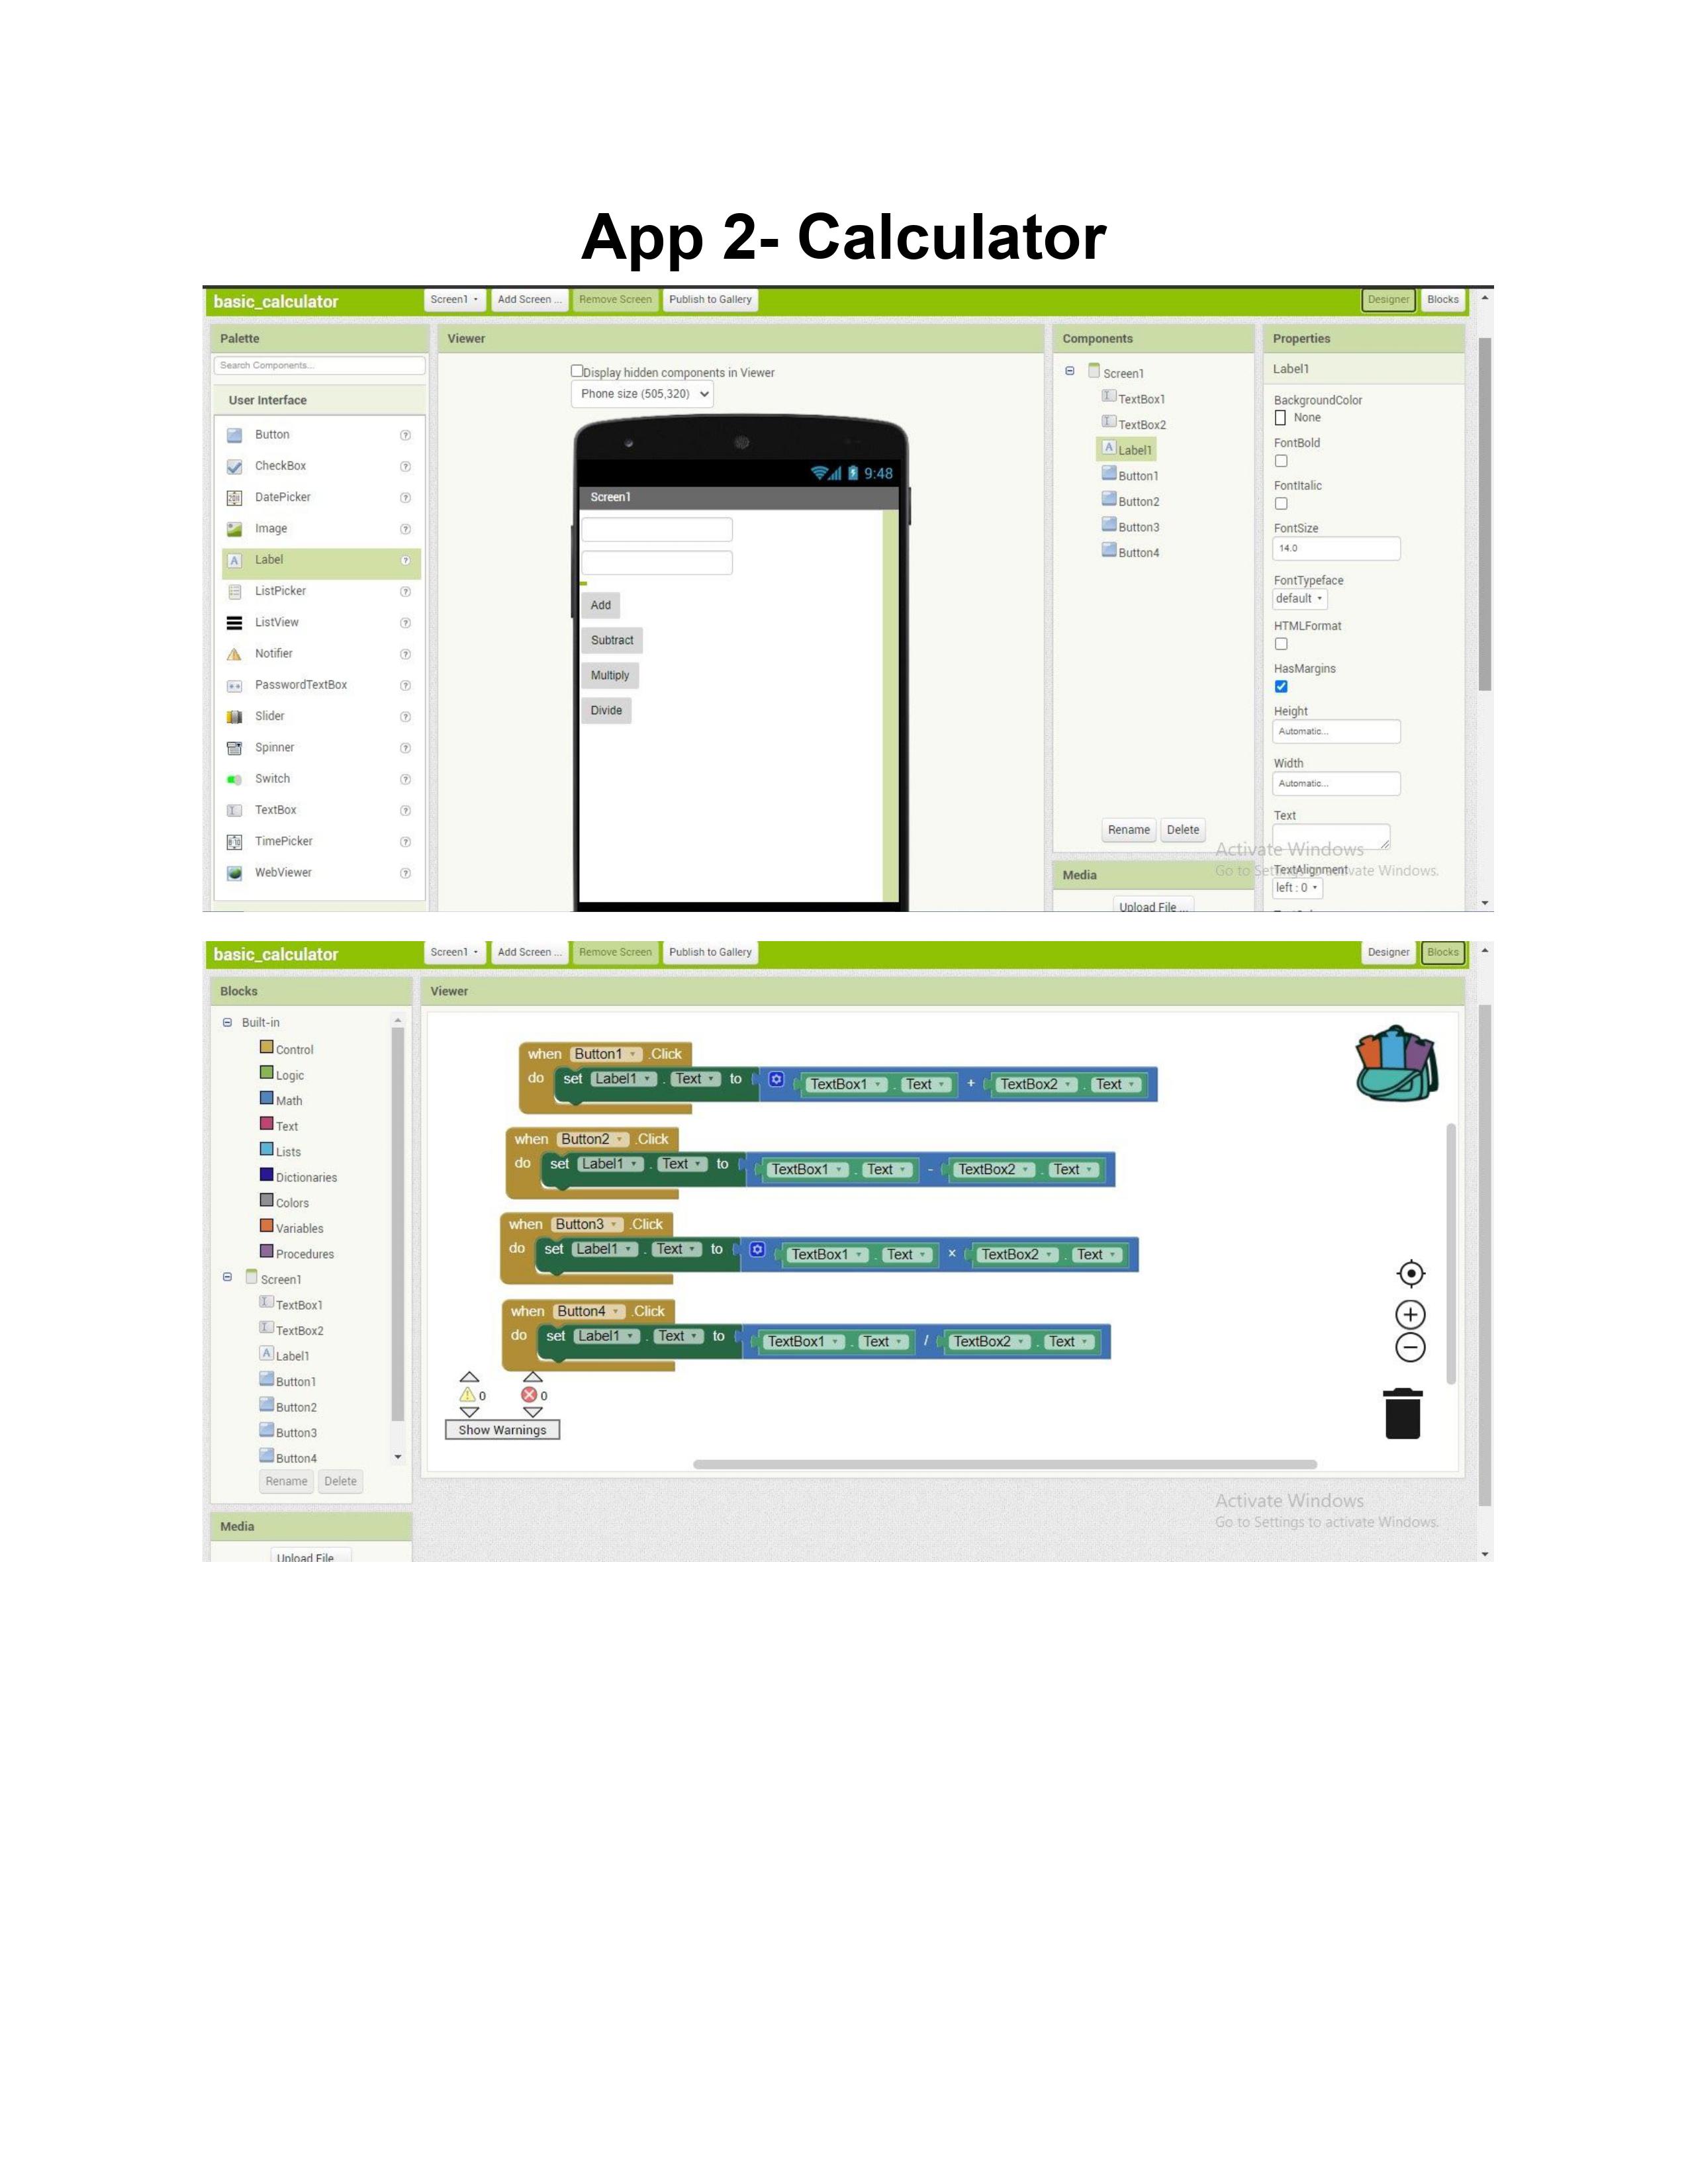 App 2- Calculator
basic_calculator Screen1 Add Screen ... Remove Screen Publish to Gallery Designer Blocks
Palette Viewer Components Properties
Search Components...
User Interface
Button
CheckBox
DatePicker
Image
Label
ListPicker
ListView
Notifier
PasswordTextBox
Slider
Spinner
Switch
TextBox
TimePicker
WebViewer
Display hidden components in Viewer
Phone size (505,320)
9:48
Screen1
Add
Subtract
Multiply
Divide
Screen1
TextBox1
TextBox2
Label1
Button1
Button2
Button3
Button4
Rename Delete
Media
Upload File ...
Label1
BackgroundColor
None
FontBold
FontItalic
FontSize
14.0
FontTypeface
default
HTMLFormat
HasMargins
Height
Automatic...
Width
Automatic...
Text
TextAlignment
left : 0
Activate Windows
Go to Settings to activate Windows.
basic_calculator Screen1 Add Screen ... Remove Screen Publish to Gallery Designer Blocks
Blocks Viewer
Built-in
Control
Logic
Math
Text
Lists
Dictionaries
Colors
Variables
Procedures
Screen1
TextBox1
TextBox2
Label1
Button1
Button2
Button3
Button4
Rename Delete
Media
Upload File
when Button1 .Click
do set Label1 . Text to TextBox1 . Text + TextBox2 . Text
when Button2 .Click
do set Label1 . Text to TextBox1 . Text - TextBox2 . Text
when Button3 .Click
do set Label1 . Text to TextBox1 . Text × TextBox2 . Text
when Button4 .Click
do set Label1 . Text to TextBox1 . Text / TextBox2 . Text
0 0
Show Warnings
Activate Windows
Go to Settings to activate Windows.